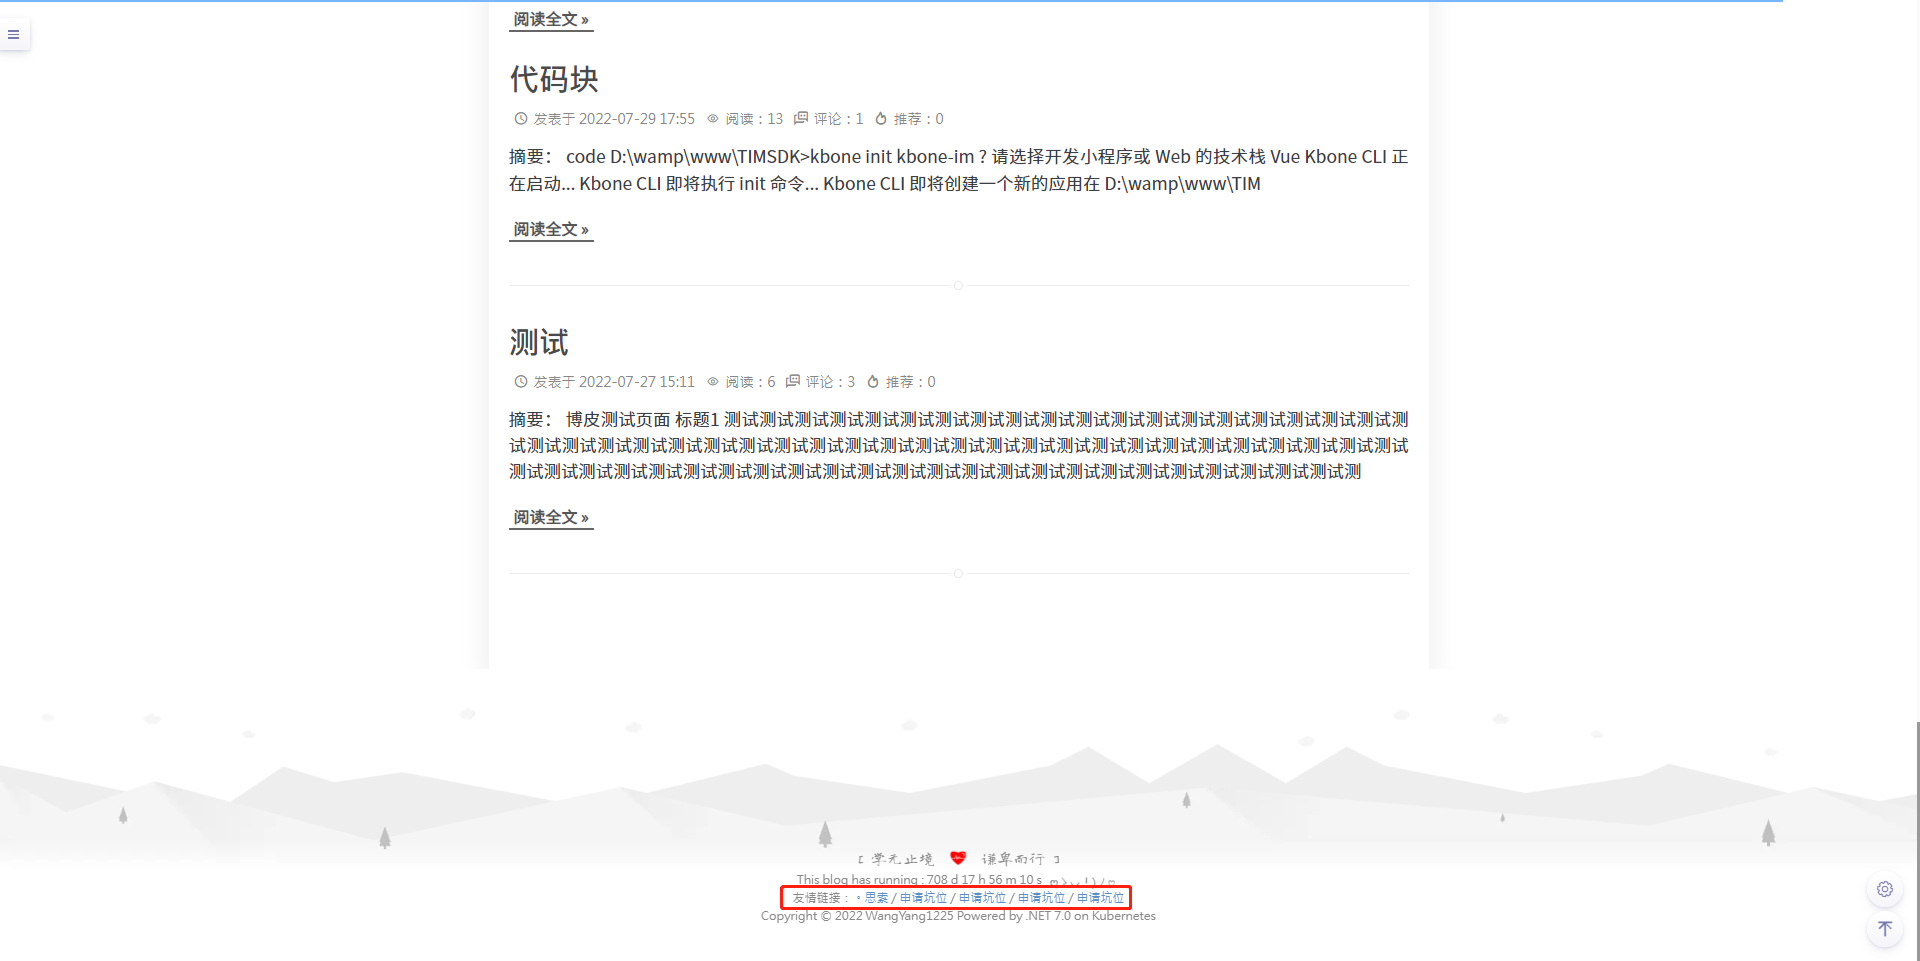 阅读全文 »
代码块
发表于 2022-07-29 17:55 阅读：13 评论：1 推荐：0
摘要： code D:\wamp\www\TIMSDK>kbone init kbone-im ? 请选择开发小程序或 Web 的技术栈 Vue Kbone CLI 正
在启动... Kbone CLI 即将执行 init 命令... Kbone CLI 即将创建一个新的应用在 D:\wamp\www\TIM
阅读全文 »
测试
发表于 2022-07-27 15:11 阅读：6 评论：3 推荐：0
摘要： 博皮测试页面 标题1 测试测试测试测试测试测试测试测试测试测试测试测试测试测试测试测试测试测试测试测
试测试测试测试测试测试测试测试测试测试测试测试测试测试测试测试测试测试测试测试测试测试测试测试测试测试
测试测试测试测试测试测试测试测试测试测试测试测试测试测试测试测试测试测试测试测试测试测试测试测试测
阅读全文 »
[ 学无止境 谦卑而行 ]
This blog has running : 708 d 17 h 56 m 10 s
友情链接：。思素 / 申请坑位 / 申请坑位 / 申请坑位 / 申请坑位
Copyright © 2022 WangYang1225 Powered by .NET 7.0 on Kubernetes